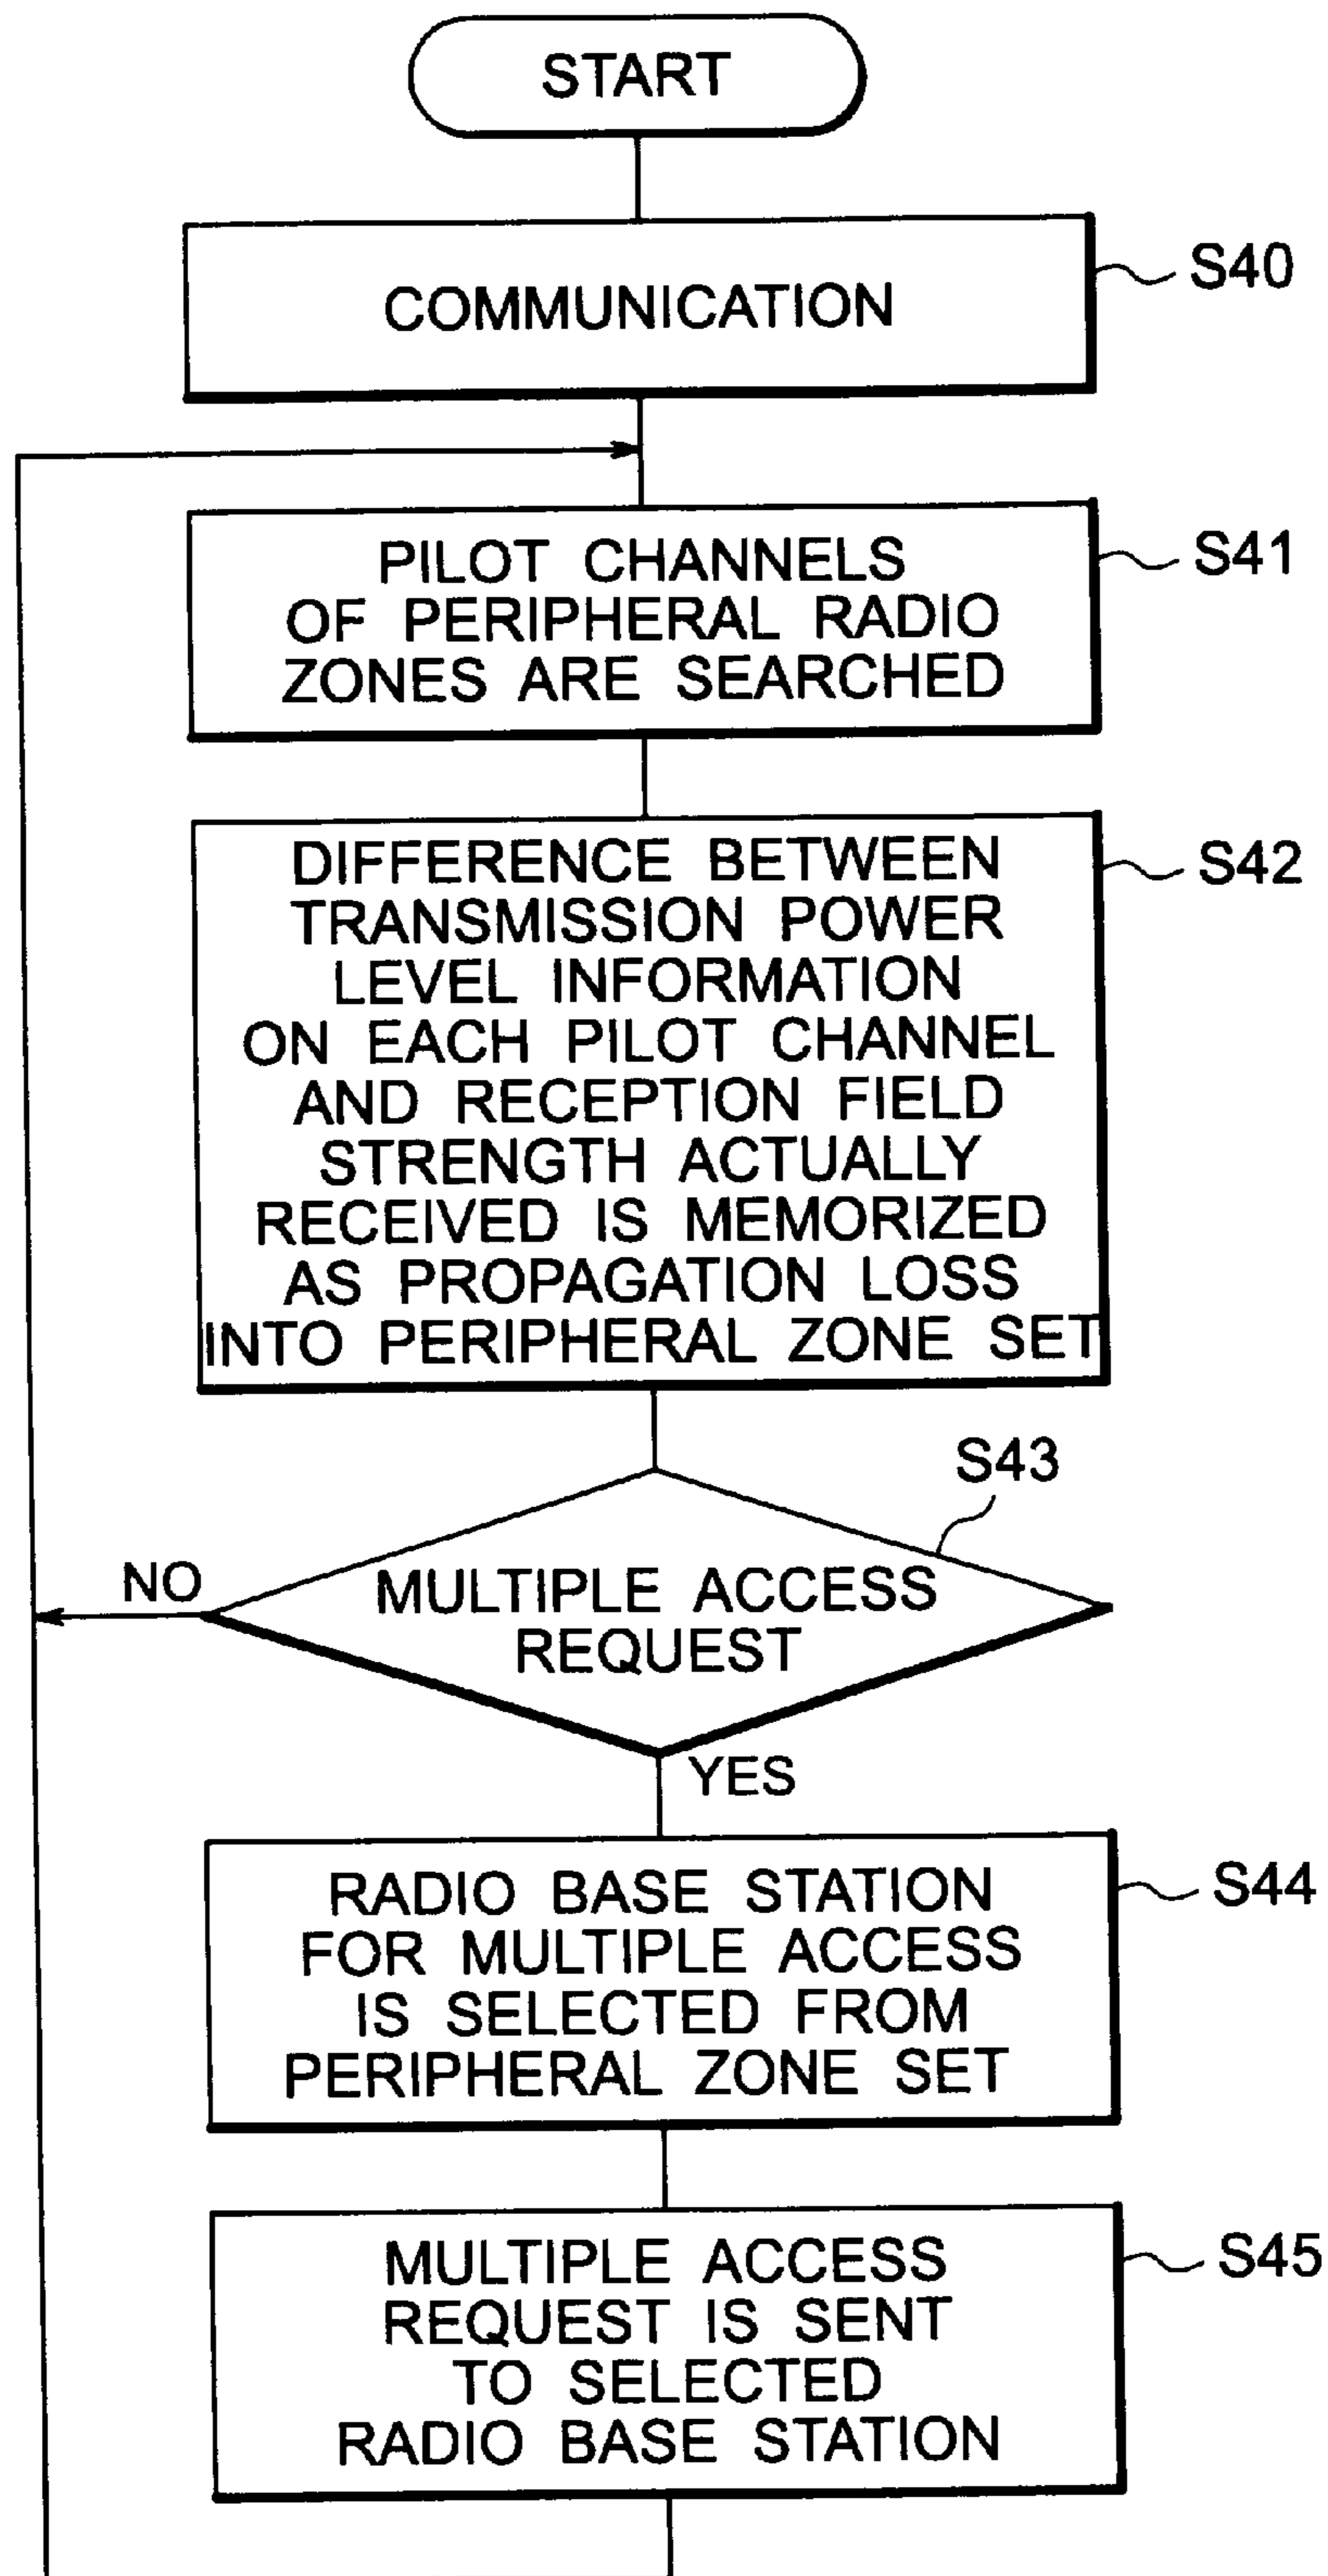 START
COMMUNICATION
S40
PILOT CHANNELS
OF PERIPHERAL RADIO
ZONES ARE SEARCHED
S41
DIFFERENCE BETWEEN
TRANSMISSION POWER
LEVEL INFORMATION
ON EACH PILOT CHANNEL
AND RECEPTION FIELD
STRENGTH ACTUALLY
RECEIVED IS MEMORIZED
AS PROPAGATION LOSS
INTO PERIPHERAL ZONE SET
S42
S43
NO
MULTIPLE ACCESS
REQUEST
YES
RADIO BASE STATION
FOR MULTIPLE ACCESS
IS SELECTED FROM
PERIPHERAL ZONE SET
S44
MULTIPLE ACCESS
REQUEST IS SENT
TO SELECTED
RADIO BASE STATION
S45